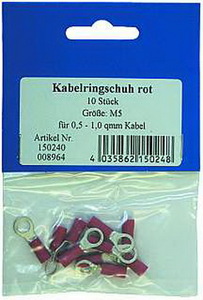 Kabelringschuh rot
10 Stück
Größe: M5
für 0,5 - 1,0 qmm Kabel
Artikel Nr.
150240
008964
4 035862 150248